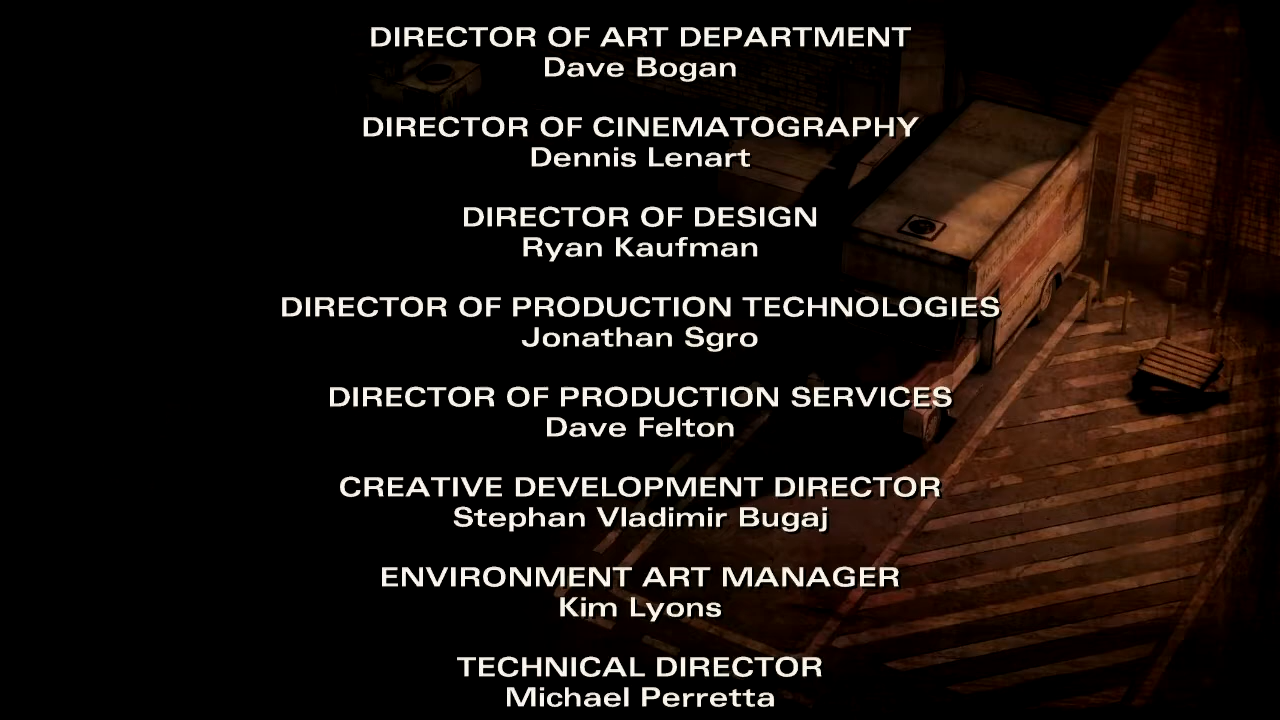 DIRECTOR OF ART DEPARTMENT
Dave Bogan
DIRECTOR OF CINEMATOGRAPHY
Dennis Lenart
DIRECTOR OF DESIGN
Ryan Kaufman
DIRECTOR OF PRODUCTION TECHNOLOGIES
Jonathan Sgro
DIRECTOR OF PRODUCTION SERVICES
Dave Felton
CREATIVE DEVELOPMENT DIRECTOR
Stephan Vladimir Bugaj
ENVIRONMENT ART MANAGER
Kim Lyons
TECHNICAL DIRECTOR
Michael Perretta